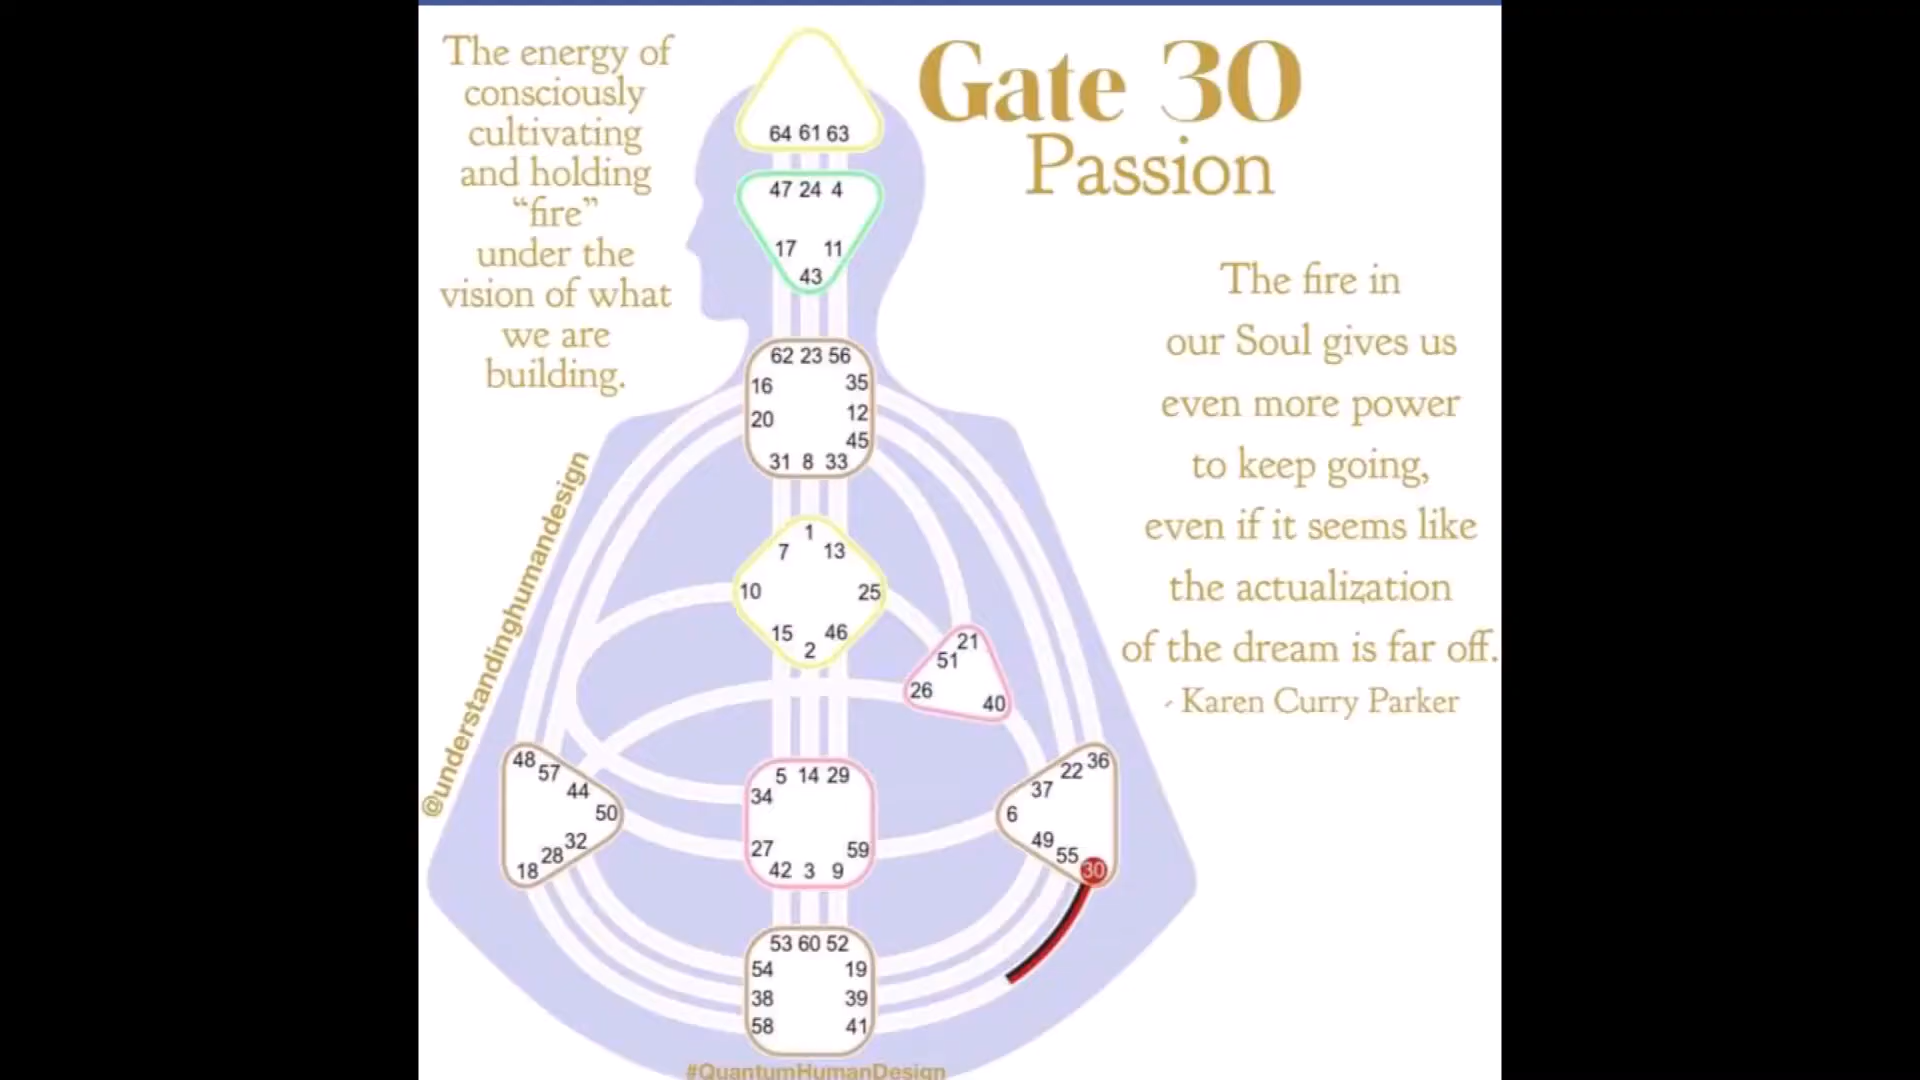 The energy of
consciously
cultivating
and holding
“fire”
under the
vision of what
we are
building.
Gate 30
Passion
The fire in
our Soul gives us
even more power
to keep going,
even if it seems like
the actualization
of the dream is far off.
- Karen Curry Parker
@understandinghumandesign
64 61 63
47 24 4
17 11
43
62 23 56
16 35
20 12
45
31 8 33
1
7 13
10 25
15 46
2
21
51
26 40
48
57
44
50
32
28
18
5 14 29
34
27 59
42 3 9
36
22
37
6
49
55
30
53 60 52
54 19
38 39
58 41
#QuantumHumanDesign